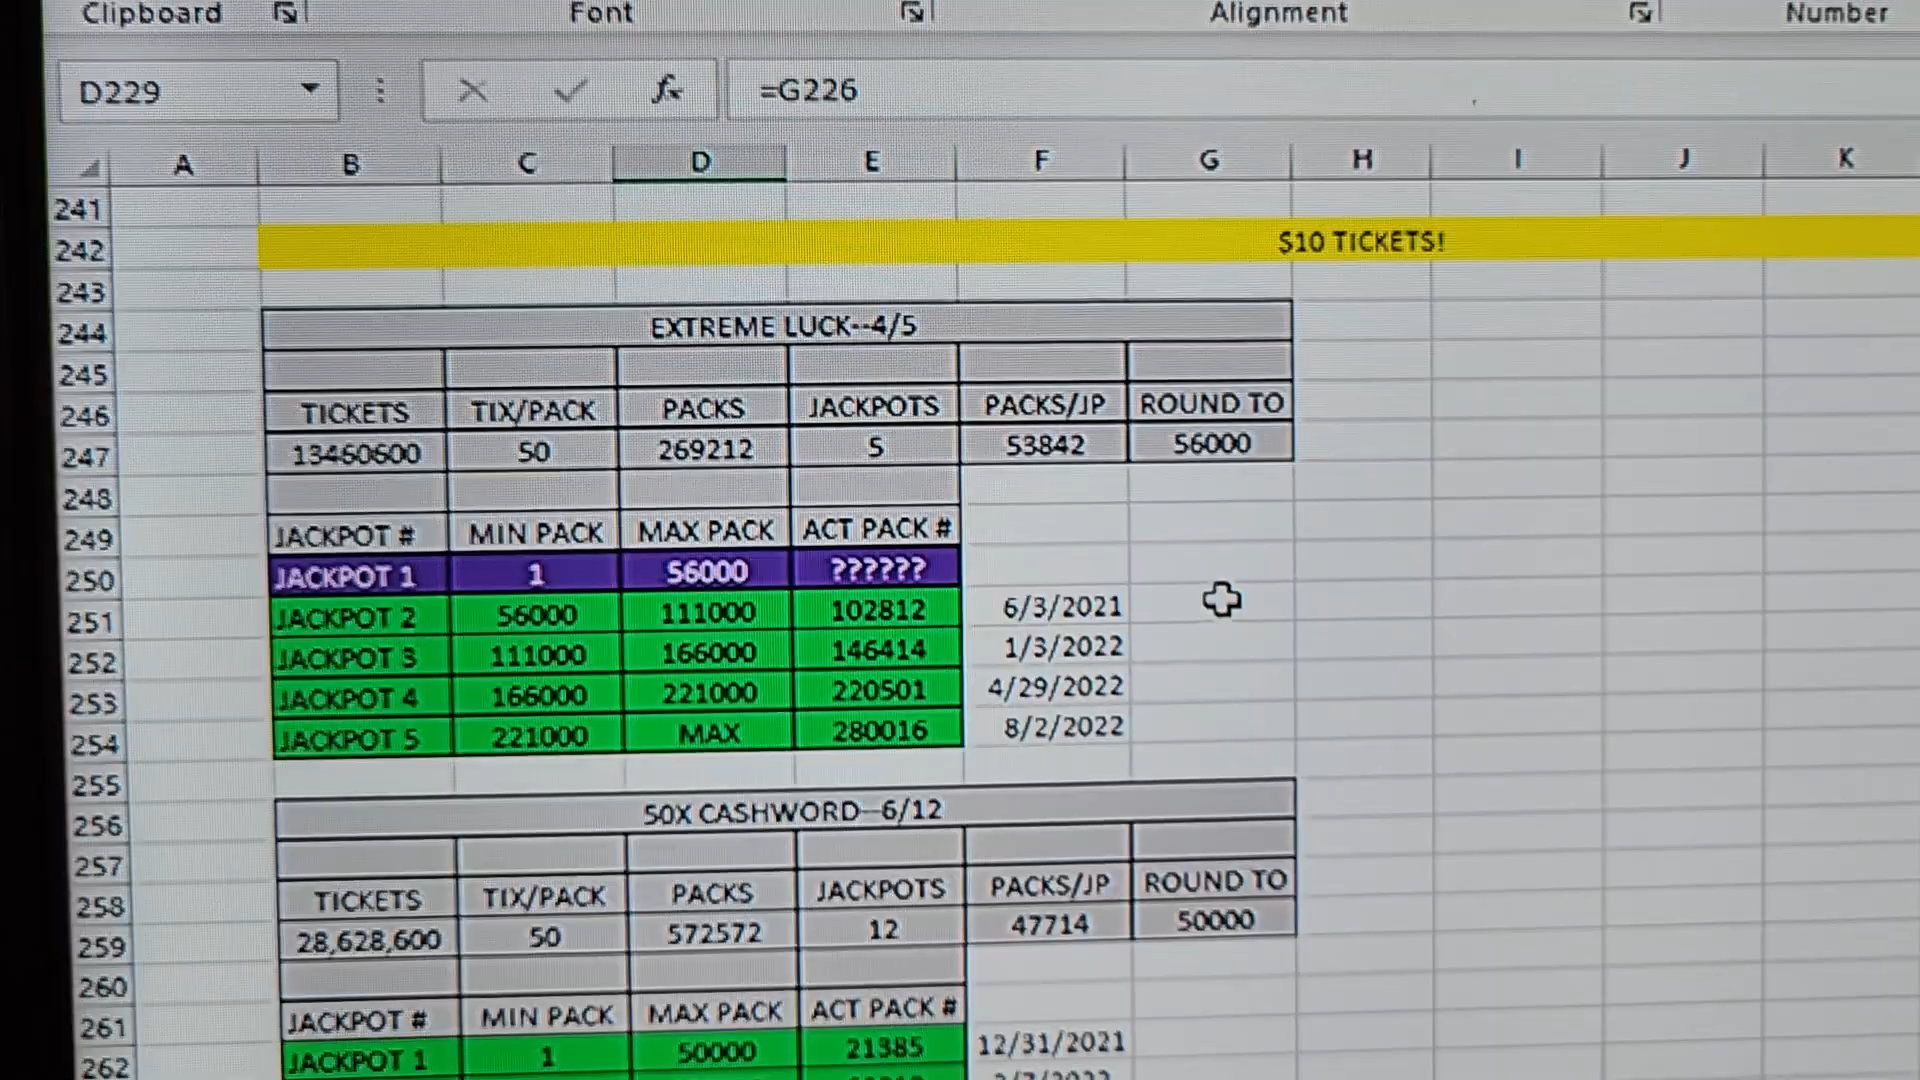 Clipboard Font Alignment Number
D229 fx =G226
A B C D E F G H I J K
241
242 $10 TICKETS!
243
244 EXTREME LUCK--4/5
245
246 TICKETS TIX/PACK PACKS JACKPOTS PACKS/JP ROUND TO
247 13460600 50 269212 5 53842 56000
248
249 JACKPOT # MIN PACK MAX PACK ACT PACK #
250 JACKPOT 1 1 56000 ??????
251 JACKPOT 2 56000 111000 102812 6/3/2021
252 JACKPOT 3 111000 166000 146414 1/3/2022
253 JACKPOT 4 166000 221000 220501 4/29/2022
254 JACKPOT 5 221000 MAX 280016 8/2/2022
255
256 50X CASHWORD--6/12
257
258 TICKETS TIX/PACK PACKS JACKPOTS PACKS/JP ROUND TO
259 28,628,600 50 572572 12 47714 50000
260
261 JACKPOT # MIN PACK MAX PACK ACT PACK #
262 JACKPOT 1 1 50000 21385 12/31/2021